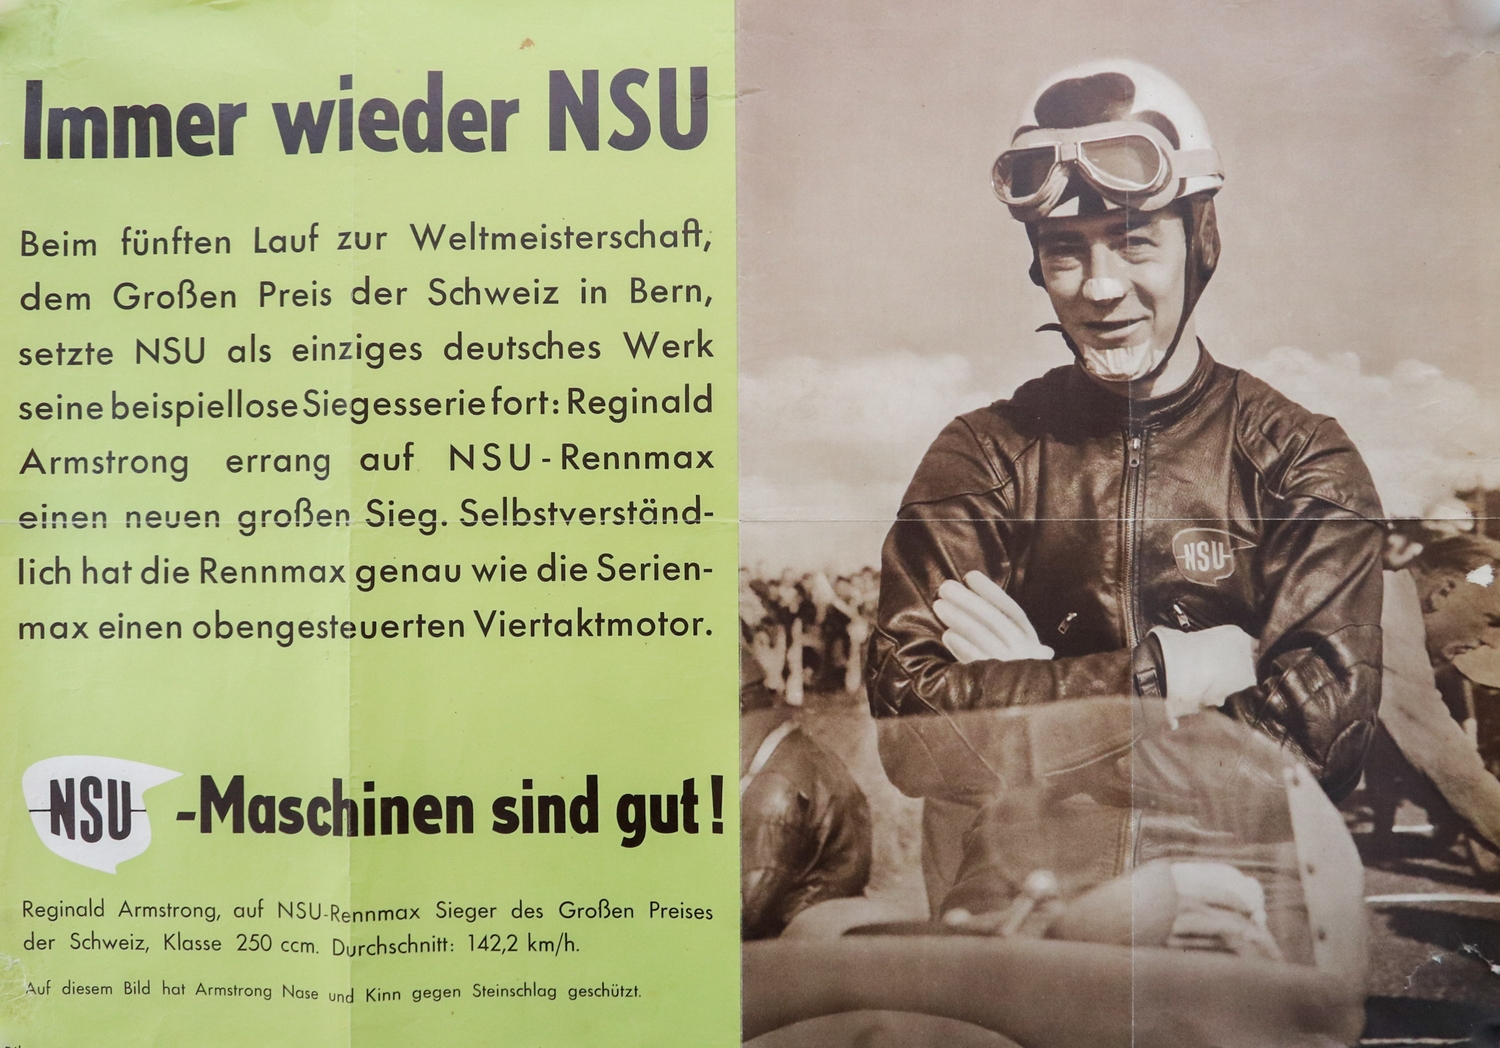 Immer wieder NSU
Beim fünften Lauf zur Weltmeisterschaft,
dem Großen Preis der Schweiz in Bern,
setzte NSU als einziges deutsches Werk
seine beispiellose Siegesserie fort: Reginald
Armstrong errang auf NSU-Rennmax
einen neuen großen Sieg. Selbstverständ-
lich hat die Rennmax genau wie die Serien-
max einen obengesteuerten Viertaktmotor.
NSU-Maschinen sind gut!
Reginald Armstrong, auf NSU-Rennmax Sieger des Großen Preises
der Schweiz, Klasse 250 ccm. Durchschnitt: 142,2 km/h.
Auf diesem Bild hat Armstrong Nase und Kinn gegen Steinschlag geschützt.
NSU